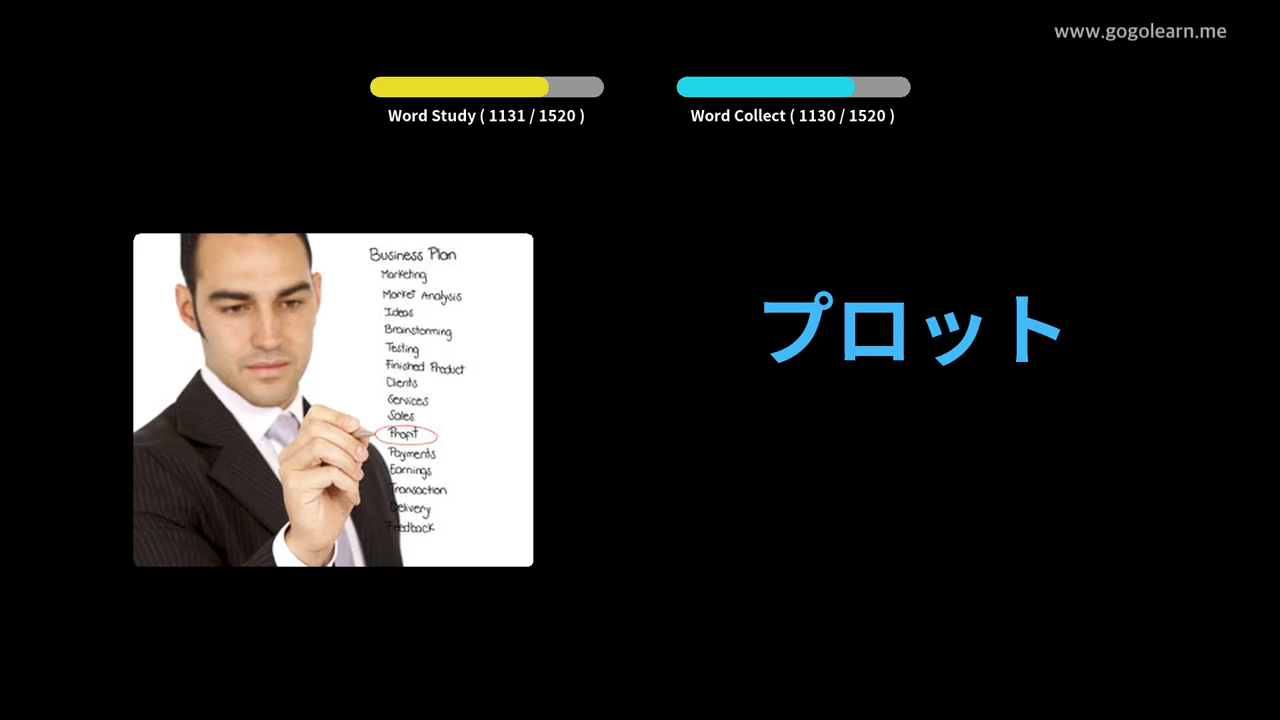 www.gogolearn.me
Word Study ( 1131 / 1520 )
Word Collect ( 1130 / 1520 )
Business Plan
Marketing
Market Analysis
Ideas
Brainstorming
Testing
Finished Product
Clients
Services
Sales
Profit
Payments
Earnings
Transaction
Delivery
Feedback
プロット